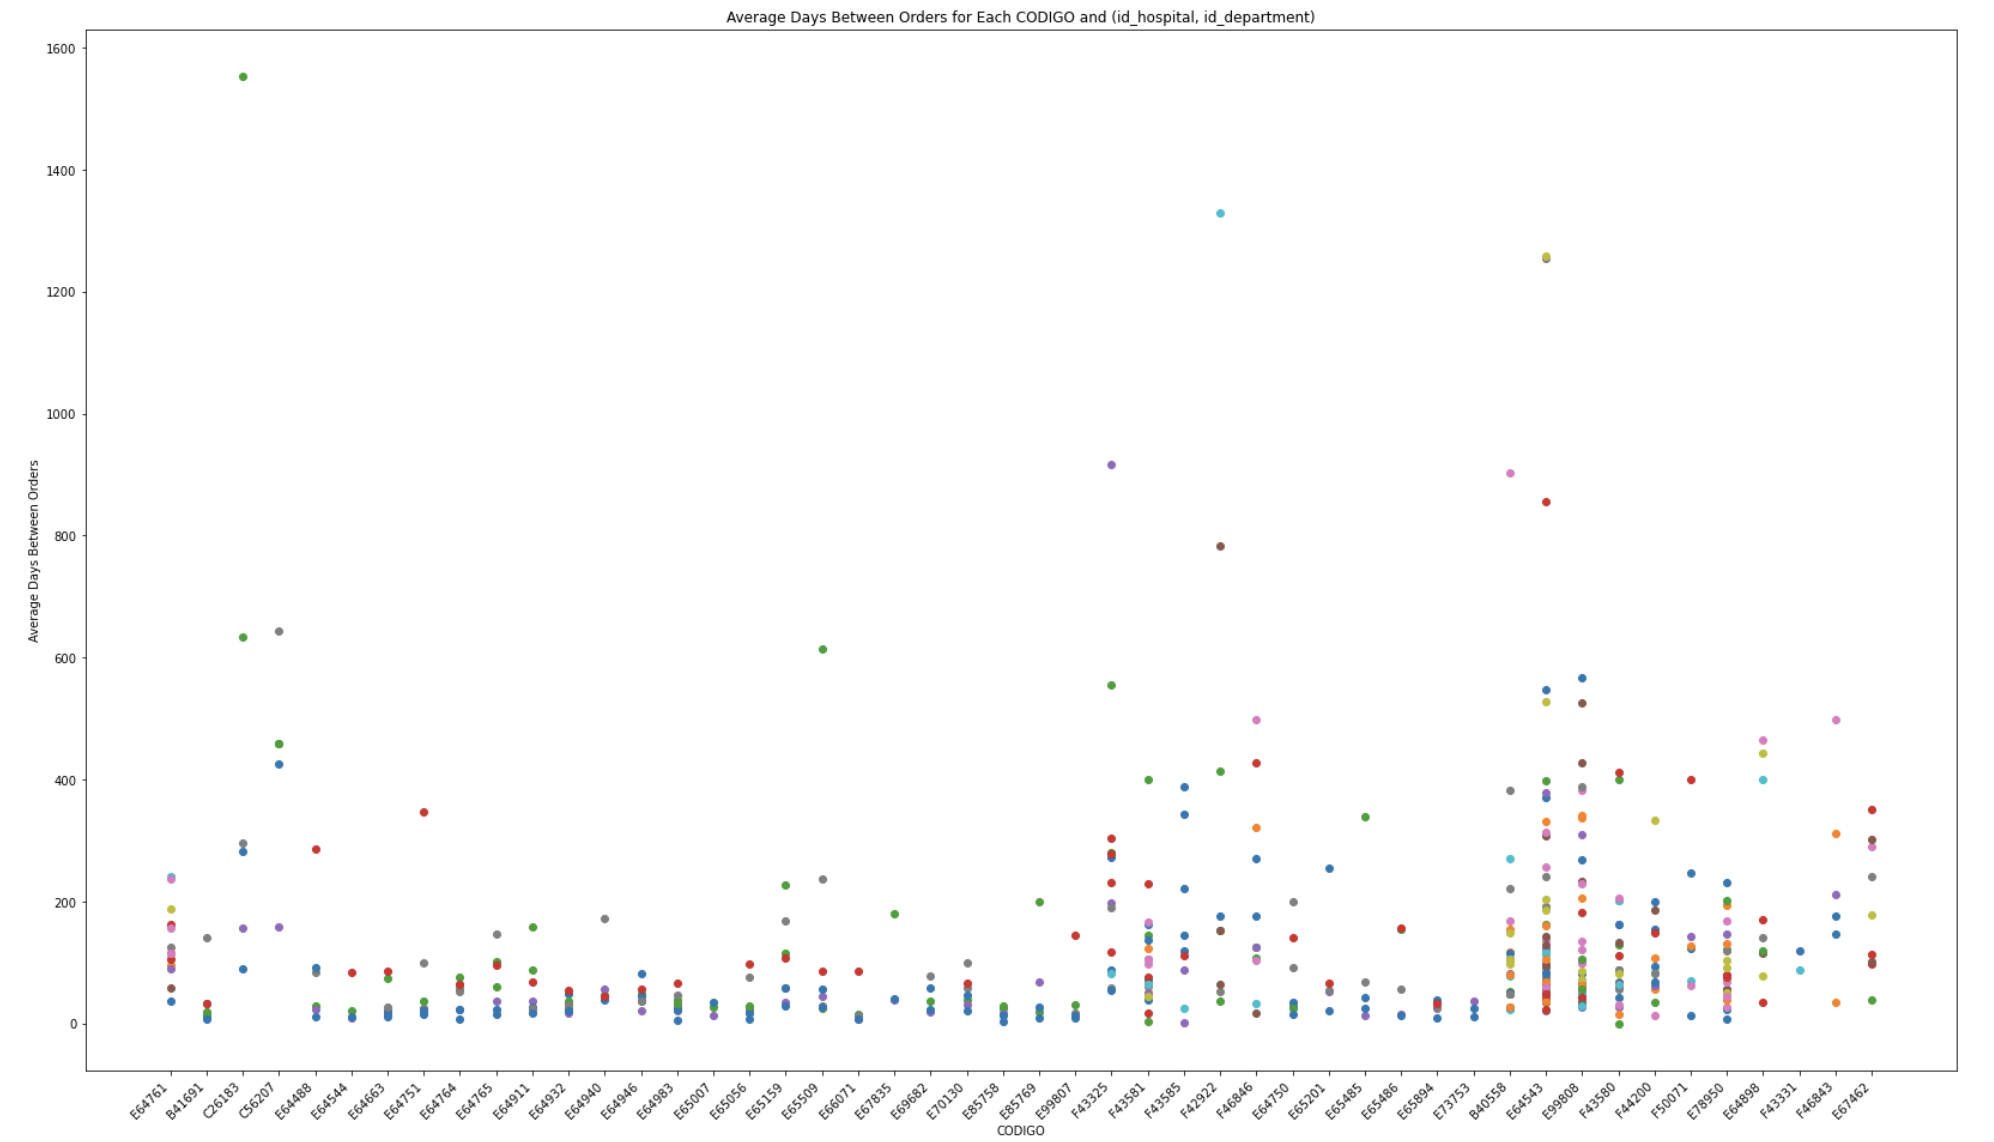 Average Days Between Orders for Each CODIGO and (id_hospital, id_department)
1600
1400
1200
1000
800
600
400
200
0
Average Days Between Orders
E64761
B41691
C26183
C56207
E64488
E64544
E64663
E64751
E64764
E64765
E64911
E64932
E64940
E64946
E64983
E65007
E65056
E65159
E65509
E66071
E67835
E69682
E70130
E85758
E85769
E99807
F43325
F43581
F43585
F42922
F46846
E64750
E65201
E65485
E65486
E65894
E73753
B40558
E64543
E99808
F43580
F44200
F50071
E78950
E64898
F43331
F46843
E67462
CODIGO